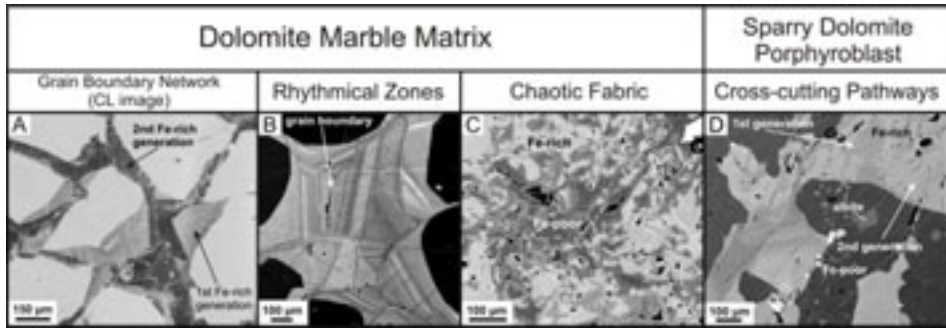 Dolomite Marble Matrix
Sparry Dolomite
Porphyroblast
Grain Boundary Network
(CL image)
Rhythmical Zones
Chaotic Fabric
Cross-cutting Pathways
A
2nd Fe-rich
generation
1st Fe-rich
generation
150 µm
B
grain boundary
100 µm
C
Fe-rich
Fe-poor
100 µm
D
1st generation
Fe-rich
2nd generation
Fe-poor
100 µm